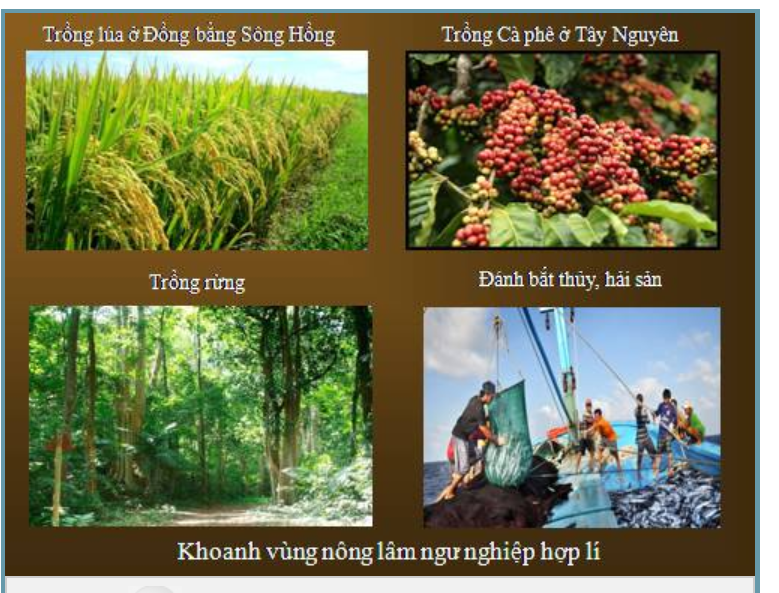 Trồng lúa ở Đồng bằng Sông Hồng
Trồng Cà phê ở Tây Nguyên
Trồng rừng
Đánh bắt thủy, hải sản
Khoanh vùng nông lâm ngư nghiệp hợp lí